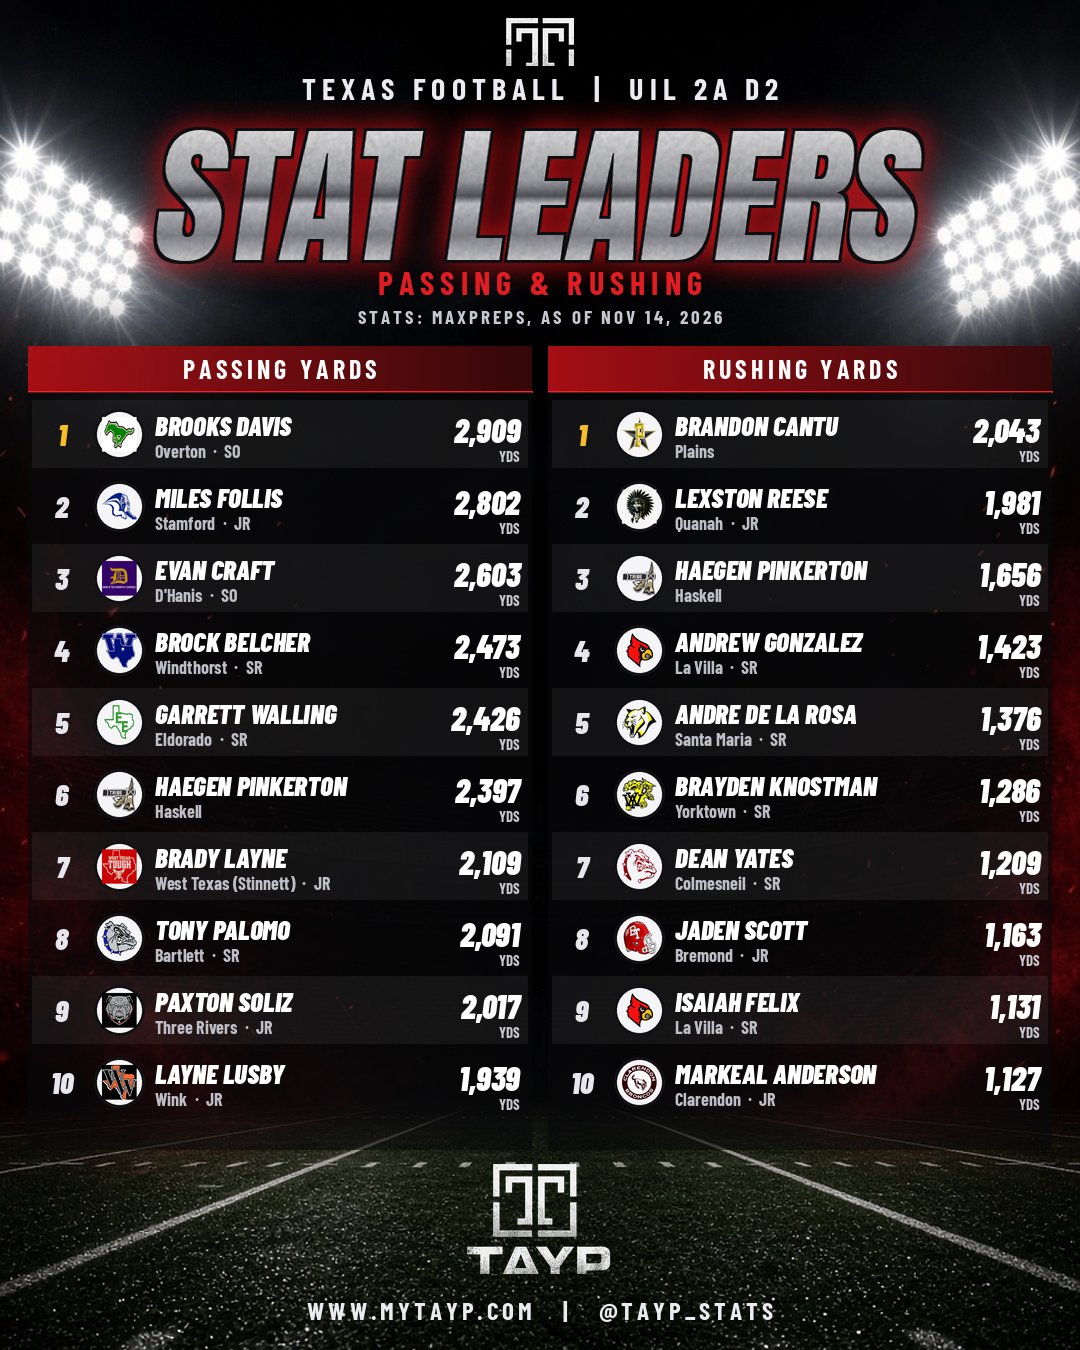 TEXAS FOOTBALL | UIL 2A D2
STAT LEADERS
PASSING & RUSHING
STATS: MAXPREPS, AS OF NOV 14, 2026
PASSING YARDS
1 BROOKS DAVIS 2,909
Overton · SO YDS
2 MILES FOLLIS 2,802
Stamford · JR YDS
3 EVAN CRAFT 2,603
D'Hanis · SO YDS
4 BROCK BELCHER 2,473
Windthorst · SR YDS
5 GARRETT WALLING 2,426
Eldorado · SR YDS
6 HAEGEN PINKERTON 2,397
Haskell YDS
7 BRADY LAYNE 2,109
West Texas (Stinnett) · JR YDS
8 TONY PALOMO 2,091
Bartlett · SR YDS
9 PAXTON SOLIZ 2,017
Three Rivers · JR YDS
10 LAYNE LUSBY 1,939
Wink · JR YDS
RUSHING YARDS
1 BRANDON CANTU 2,043
Plains YDS
2 LEXSTON REESE 1,981
Quanah · JR YDS
3 HAEGEN PINKERTON 1,656
Haskell YDS
4 ANDREW GONZALEZ 1,423
La Villa · SR YDS
5 ANDRE DE LA ROSA 1,376
Santa Maria · SR YDS
6 BRAYDEN KNOSTMAN 1,286
Yorktown · SR YDS
7 DEAN YATES 1,209
Colmesneil · SR YDS
8 JADEN SCOTT 1,163
Bremond · JR YDS
9 ISAIAH FELIX 1,131
La Villa · SR YDS
10 MARKEAL ANDERSON 1,127
Clarendon · JR YDS
TAYP
WWW.MYTAYP.COM | @TAYP_STATS